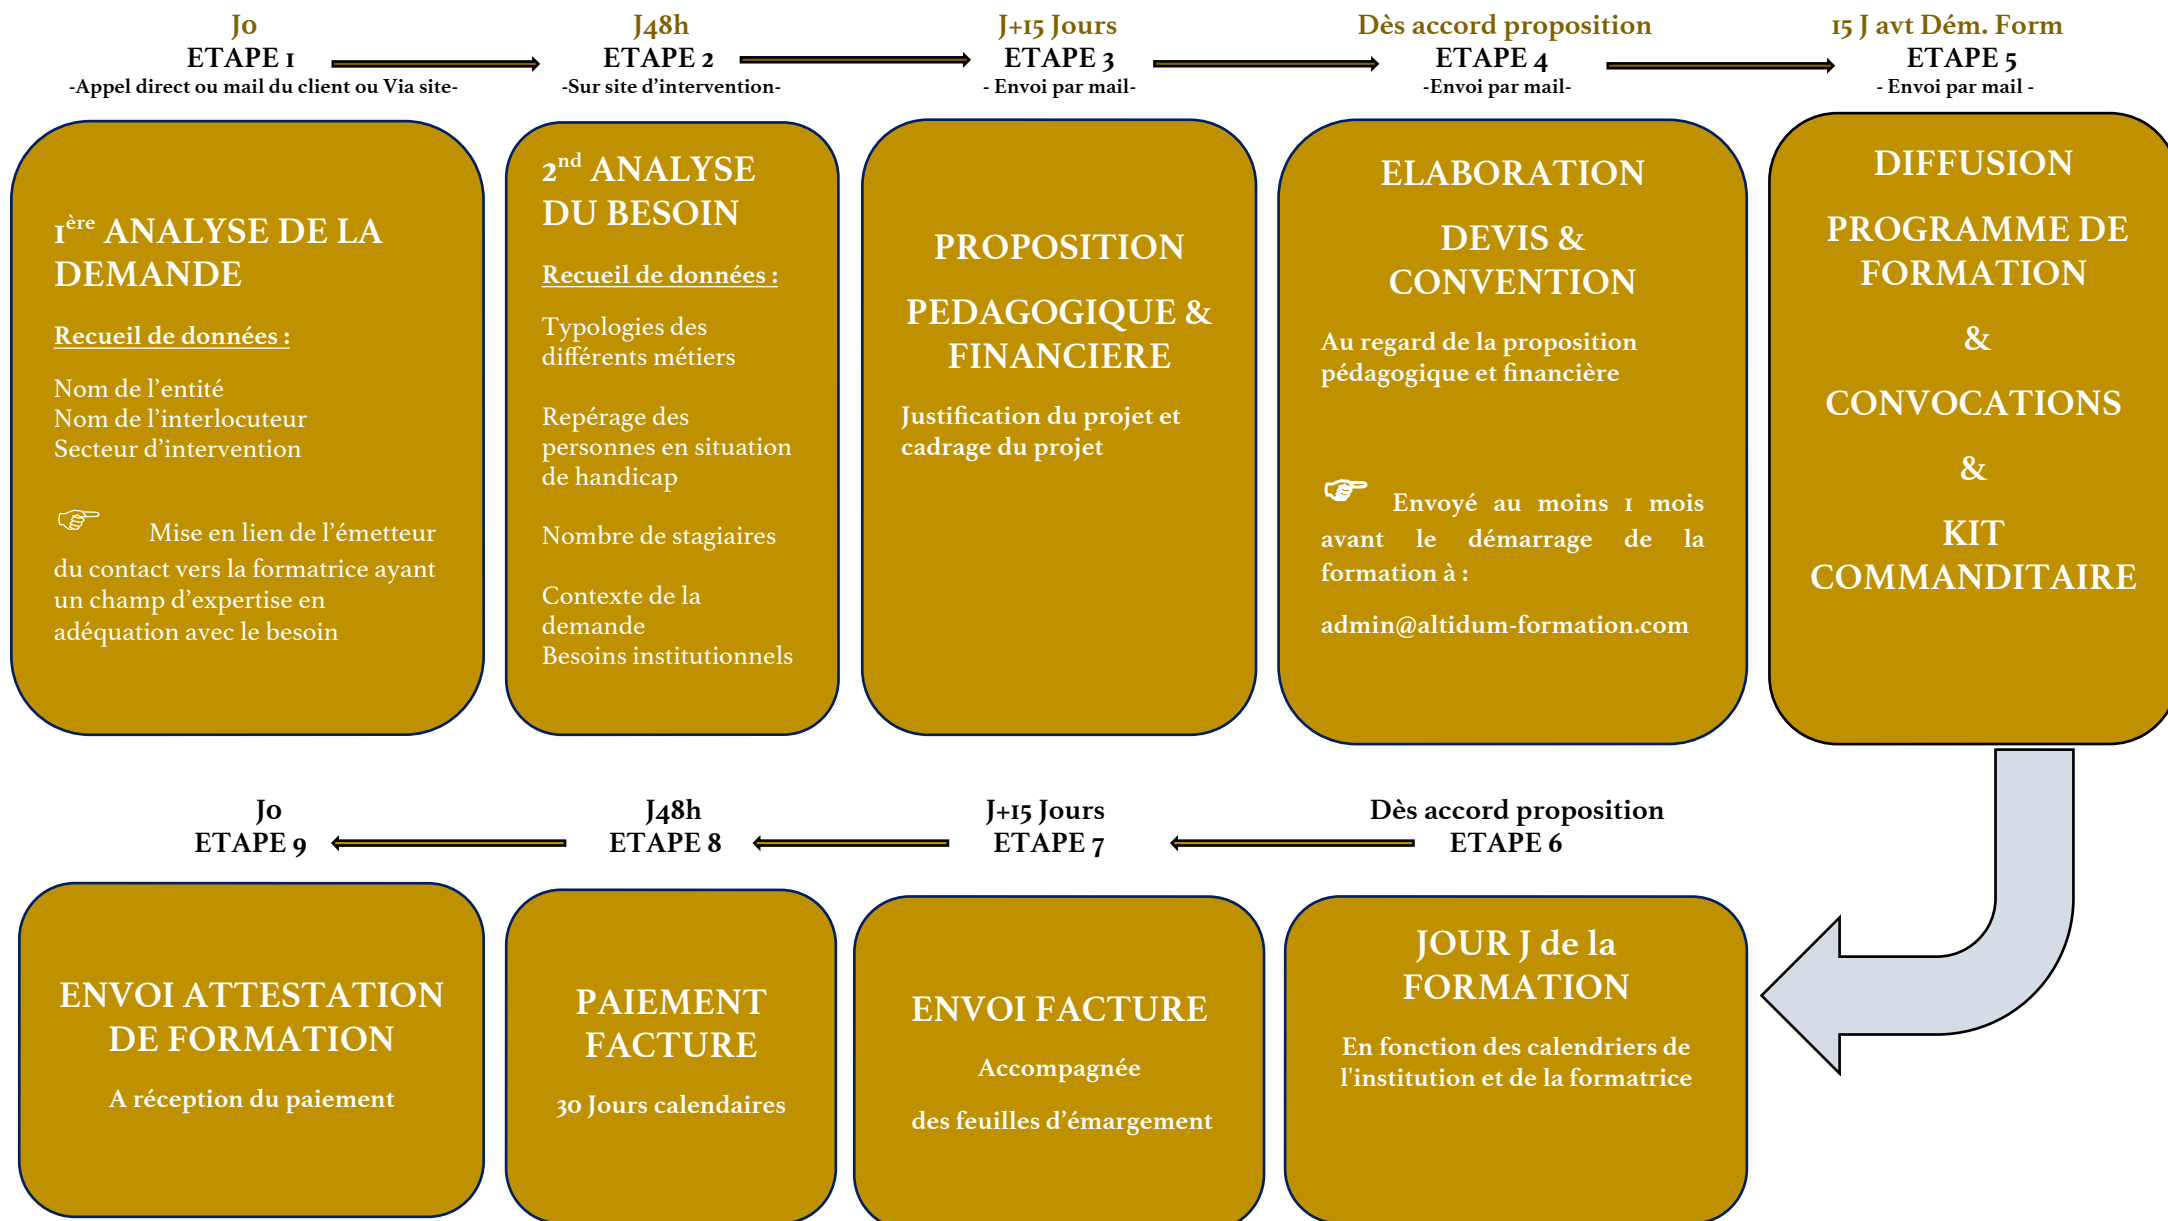 J0
ETAPE 1
-Appel direct ou mail du client ou Via site-
J48h
ETAPE 2
-Sur site d’intervention-
J+15 Jours
ETAPE 3
- Envoi par mail-
Dès accord proposition
ETAPE 4
-Envoi par mail-
15 J avt Dém. Form
ETAPE 5
- Envoi par mail -
1ère ANALYSE DE LA
DEMANDE
Recueil de données :
Nom de l’entité
Nom de l’interlocuteur
Secteur d’intervention
☞ Mise en lien de l’émetteur
du contact vers la formatrice ayant
un champ d’expertise en
adéquation avec le besoin
2nd ANALYSE
DU BESOIN
Recueil de données :
Typologies des
différents métiers
Repérage des
personnes en situation
de handicap
Nombre de stagiaires
Contexte de la
demande
Besoins institutionnels
PROPOSITION
PEDAGOGIQUE &
FINANCIERE
Justification du projet et
cadrage du projet
ELABORATION
DEVIS &
CONVENTION
Au regard de la proposition
pédagogique et financière
☞ Envoyé au moins 1 mois
avant le démarrage de la
formation à :
admin@altidum-formation.com
DIFFUSION
PROGRAMME DE
FORMATION
&
CONVOCATIONS
&
KIT
COMMANDITAIRE
J0
ETAPE 9
J48h
ETAPE 8
J+15 Jours
ETAPE 7
Dès accord proposition
ETAPE 6
ENVOI ATTESTATION
DE FORMATION
A réception du paiement
PAIEMENT
FACTURE
30 Jours calendaires
ENVOI FACTURE
Accompagnée
des feuilles d’émargement
JOUR J de la
FORMATION
En fonction des calendriers de
l'institution et de la formatrice